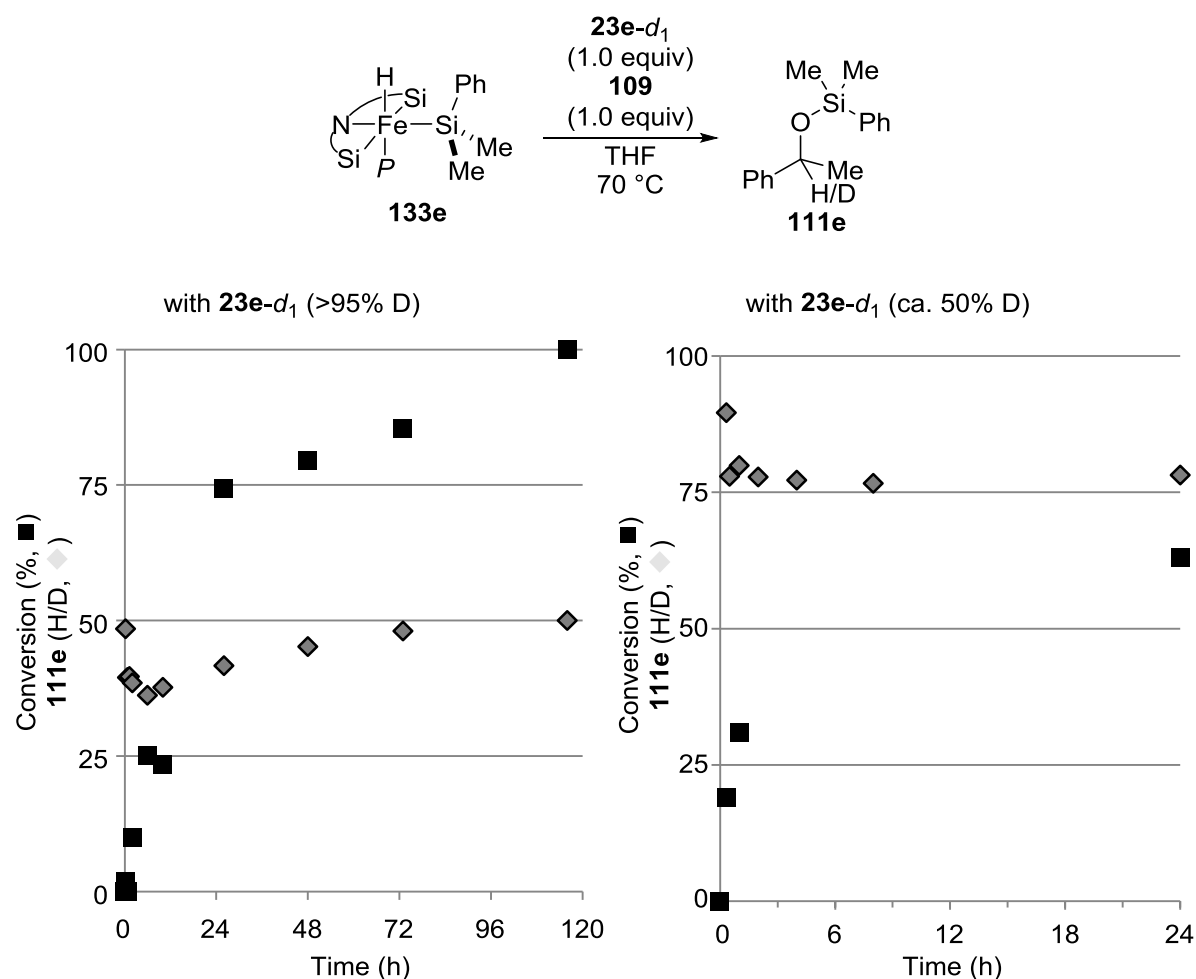 23e-d1
(1.0 equiv)
109
(1.0 equiv)
THF
70 °C
H
Si
Ph
N
Fe
Si
Me
Si
P
Me
133e
Me
Me
Si
O
Ph
Ph
Me
H/D
111e
with 23e-d1 (>95% D)
Conversion (%, ■)
111e (H/D, ◆)
100
75
50
25
0
0 24 48 72 96 120
Time (h)
with 23e-d1 (ca. 50% D)
Conversion (%, ■)
111e (H/D, ◆)
100
75
50
25
0
0 6 12 18 24
Time (h)